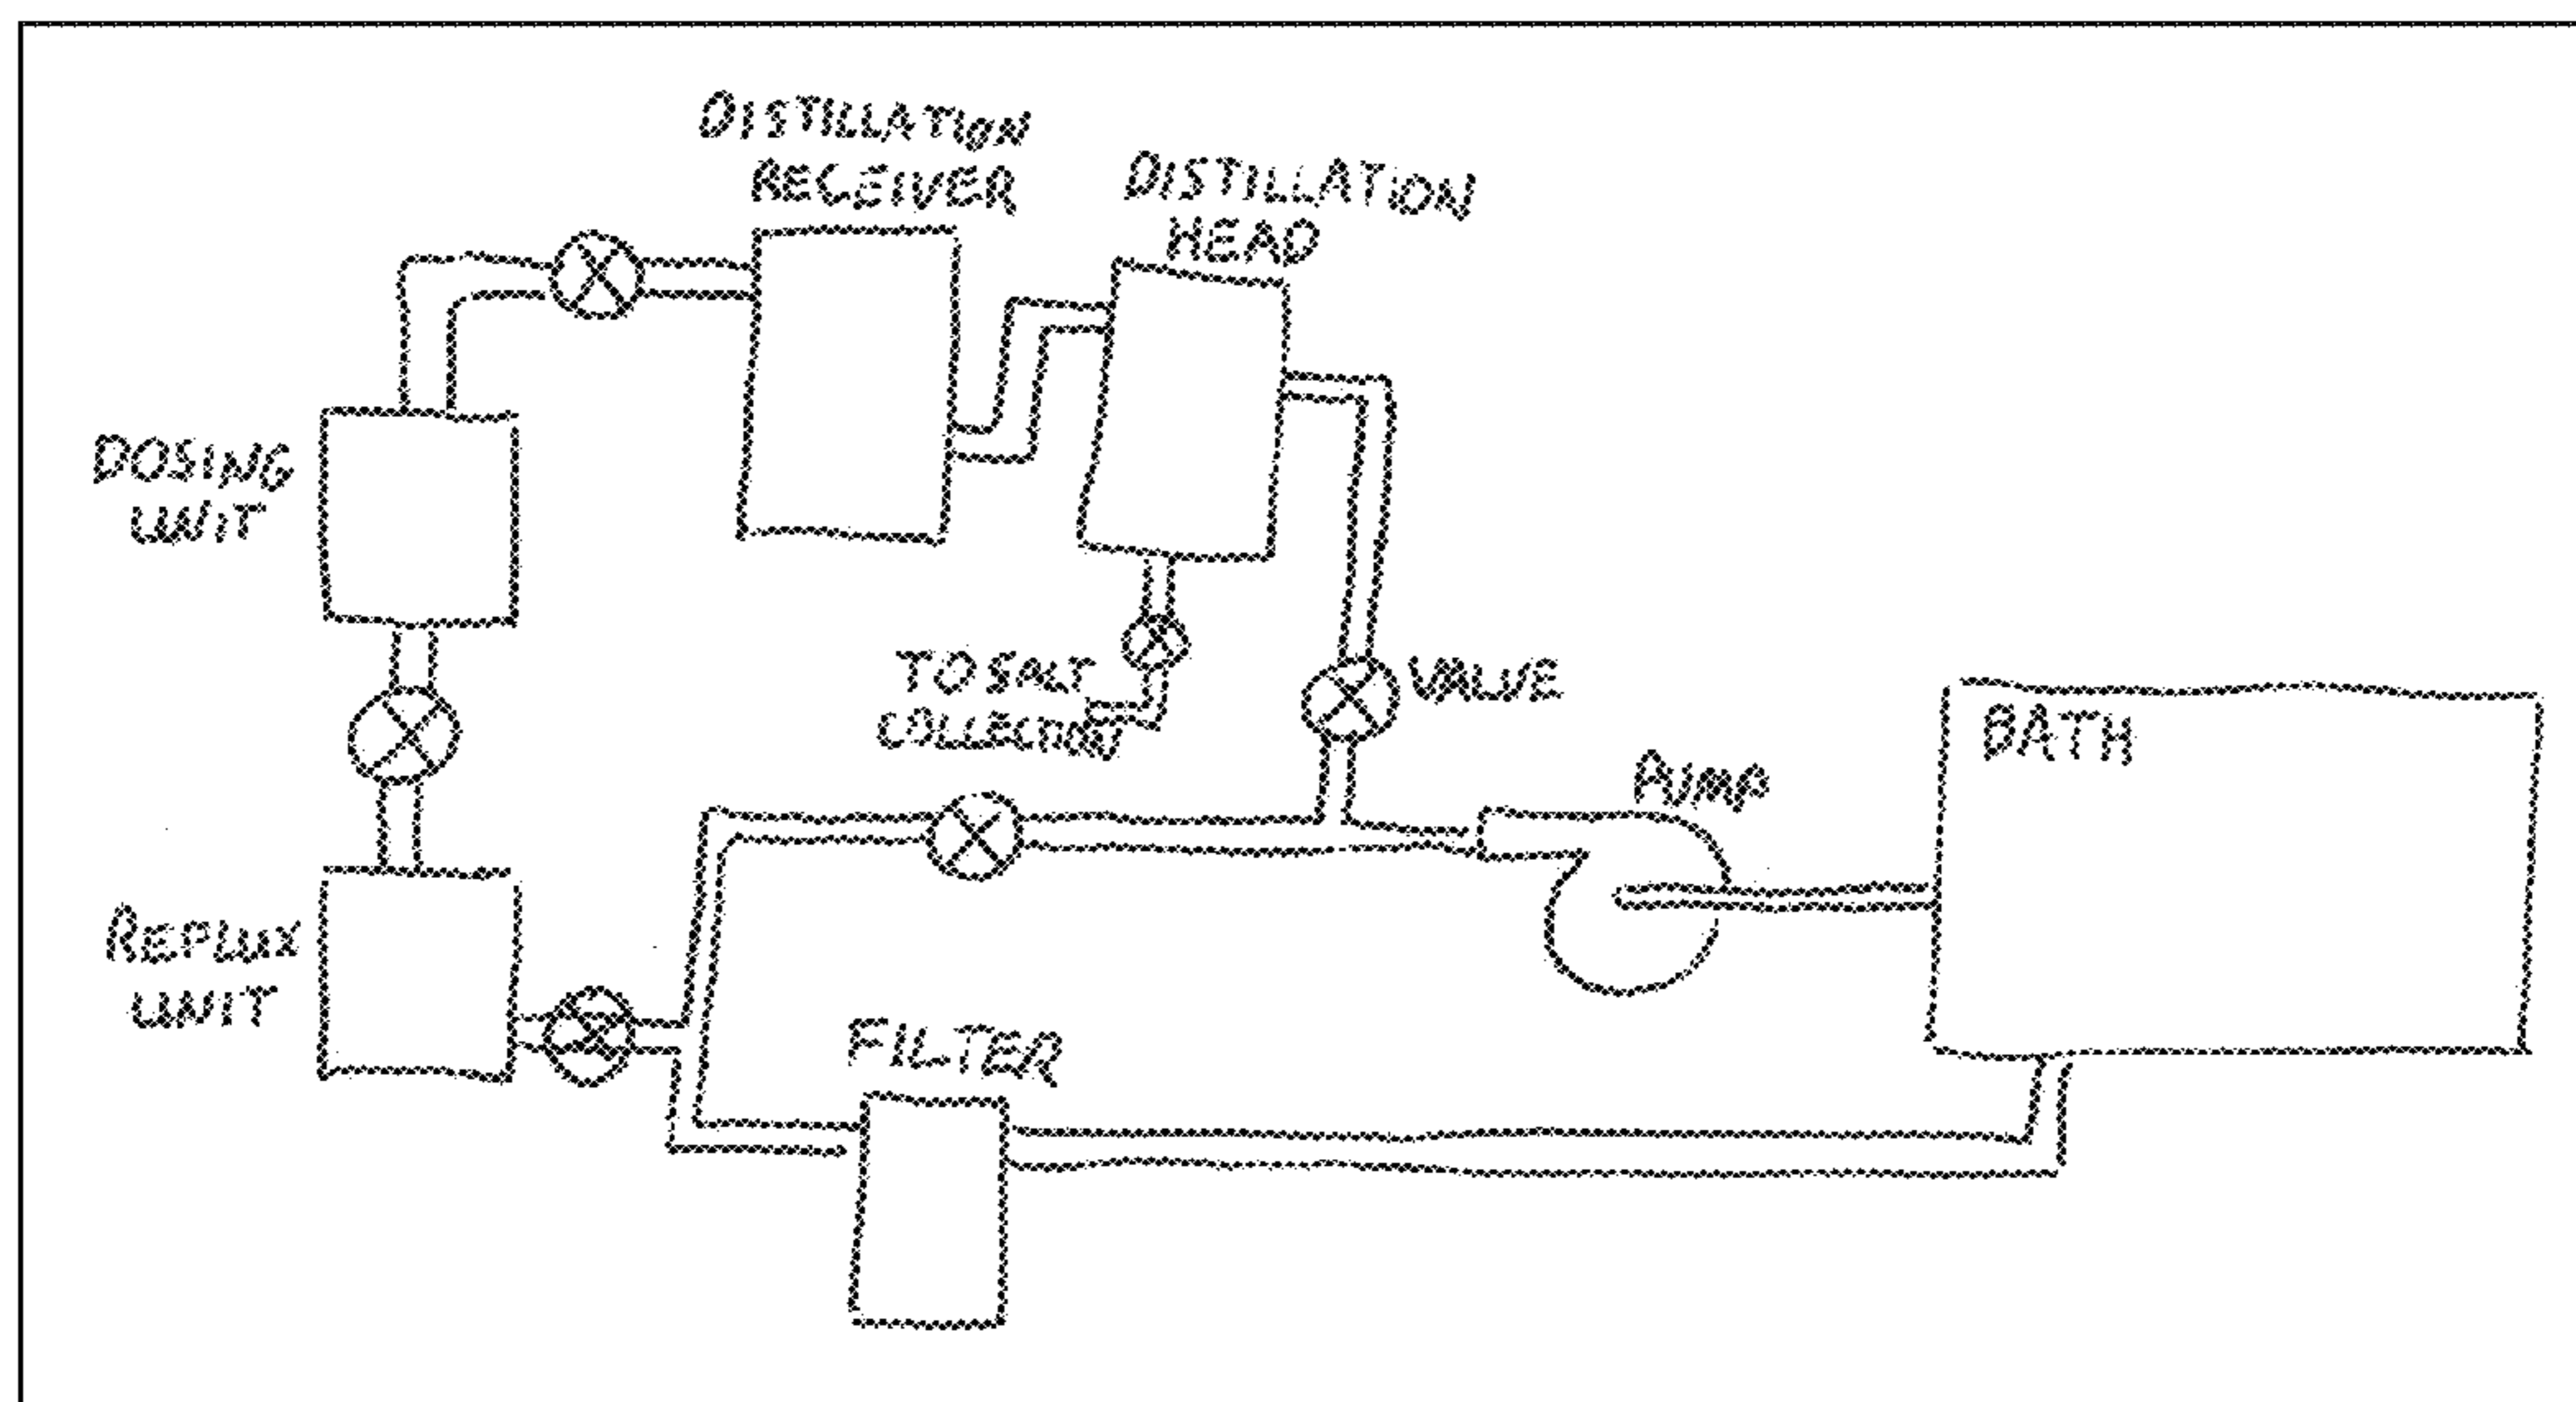 DISTILLATION
RECEIVER
DISTILLATION
HEAD
DOSING
UNIT
TO SALT
COLLECTION
VALVE
BATH
PUMP
REFLUX
UNIT
FILTER